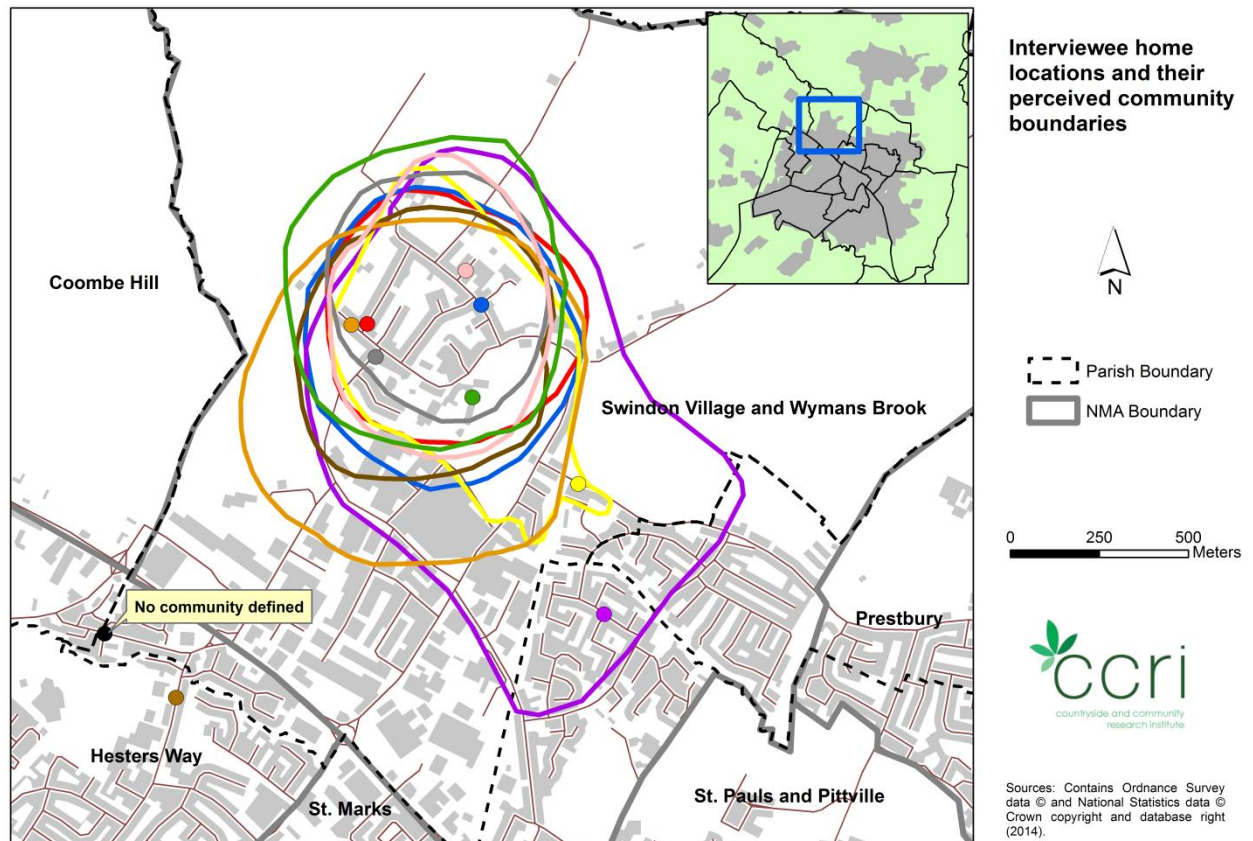 Interviewee home
locations and their
perceived community
boundaries
Coombe Hill
N
Parish Boundary
Swindon Village and Wymans Brook
NMA Boundary
0 250 500
Meters
No community defined
Prestbury
Hesters Way
St. Marks
St. Pauls and Pittville
ccri
countryside and community
research institute
Sources: Contains Ordnance Survey
data © and National Statistics data ©
Crown copyright and database right
(2014).